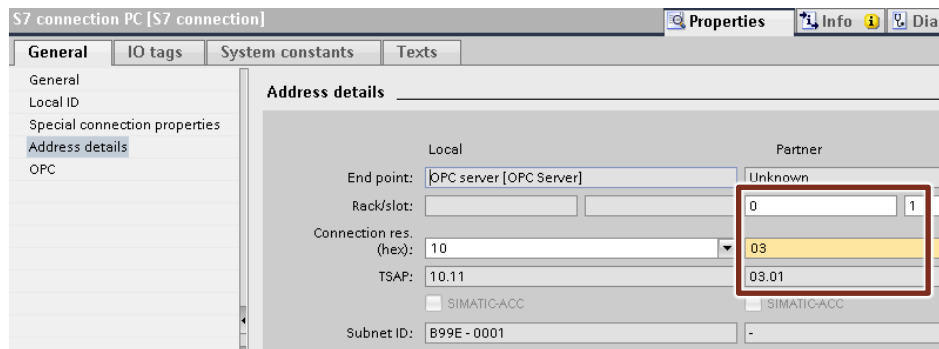 S7 connection PC [S7 connection]
Properties Info Dia
General IO tags System constants Texts
General
Local ID
Special connection properties
Address details
OPC
Address details
Local Partner
End point: OPC server [OPC Server] Unknown
Rack/slot: 0 1
Connection res.
(hex): 10 03
TSAP: 10.11 03.01
SIMATIC-ACC SIMATIC-ACC
Subnet ID: B99E - 0001 -